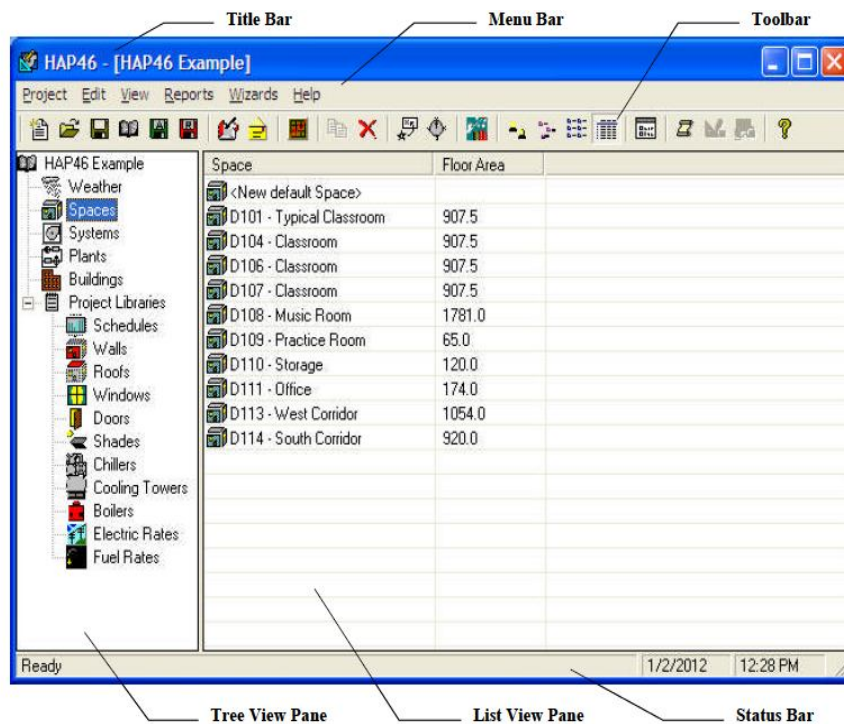 Title Bar Menu Bar Toolbar
HAP46 - [HAP46 Example]
Project Edit View Reports Wizards Help
HAP46 Example
Weather
Spaces
Systems
Plants
Buildings
Project Libraries
Schedules
Walls
Roofs
Windows
Doors
Shades
Chillers
Cooling Towers
Boilers
Electric Rates
Fuel Rates
Space Floor Area
<New default Space>
D101 - Typical Classroom 907.5
D104 - Classroom 907.5
D106 - Classroom 907.5
D107 - Classroom 907.5
D108 - Music Room 1781.0
D109 - Practice Room 65.0
D110 - Storage 120.0
D111 - Office 174.0
D113 - West Corridor 1054.0
D114 - South Corridor 920.0
Ready 1/2/2012 12:28 PM
Tree View Pane List View Pane Status Bar